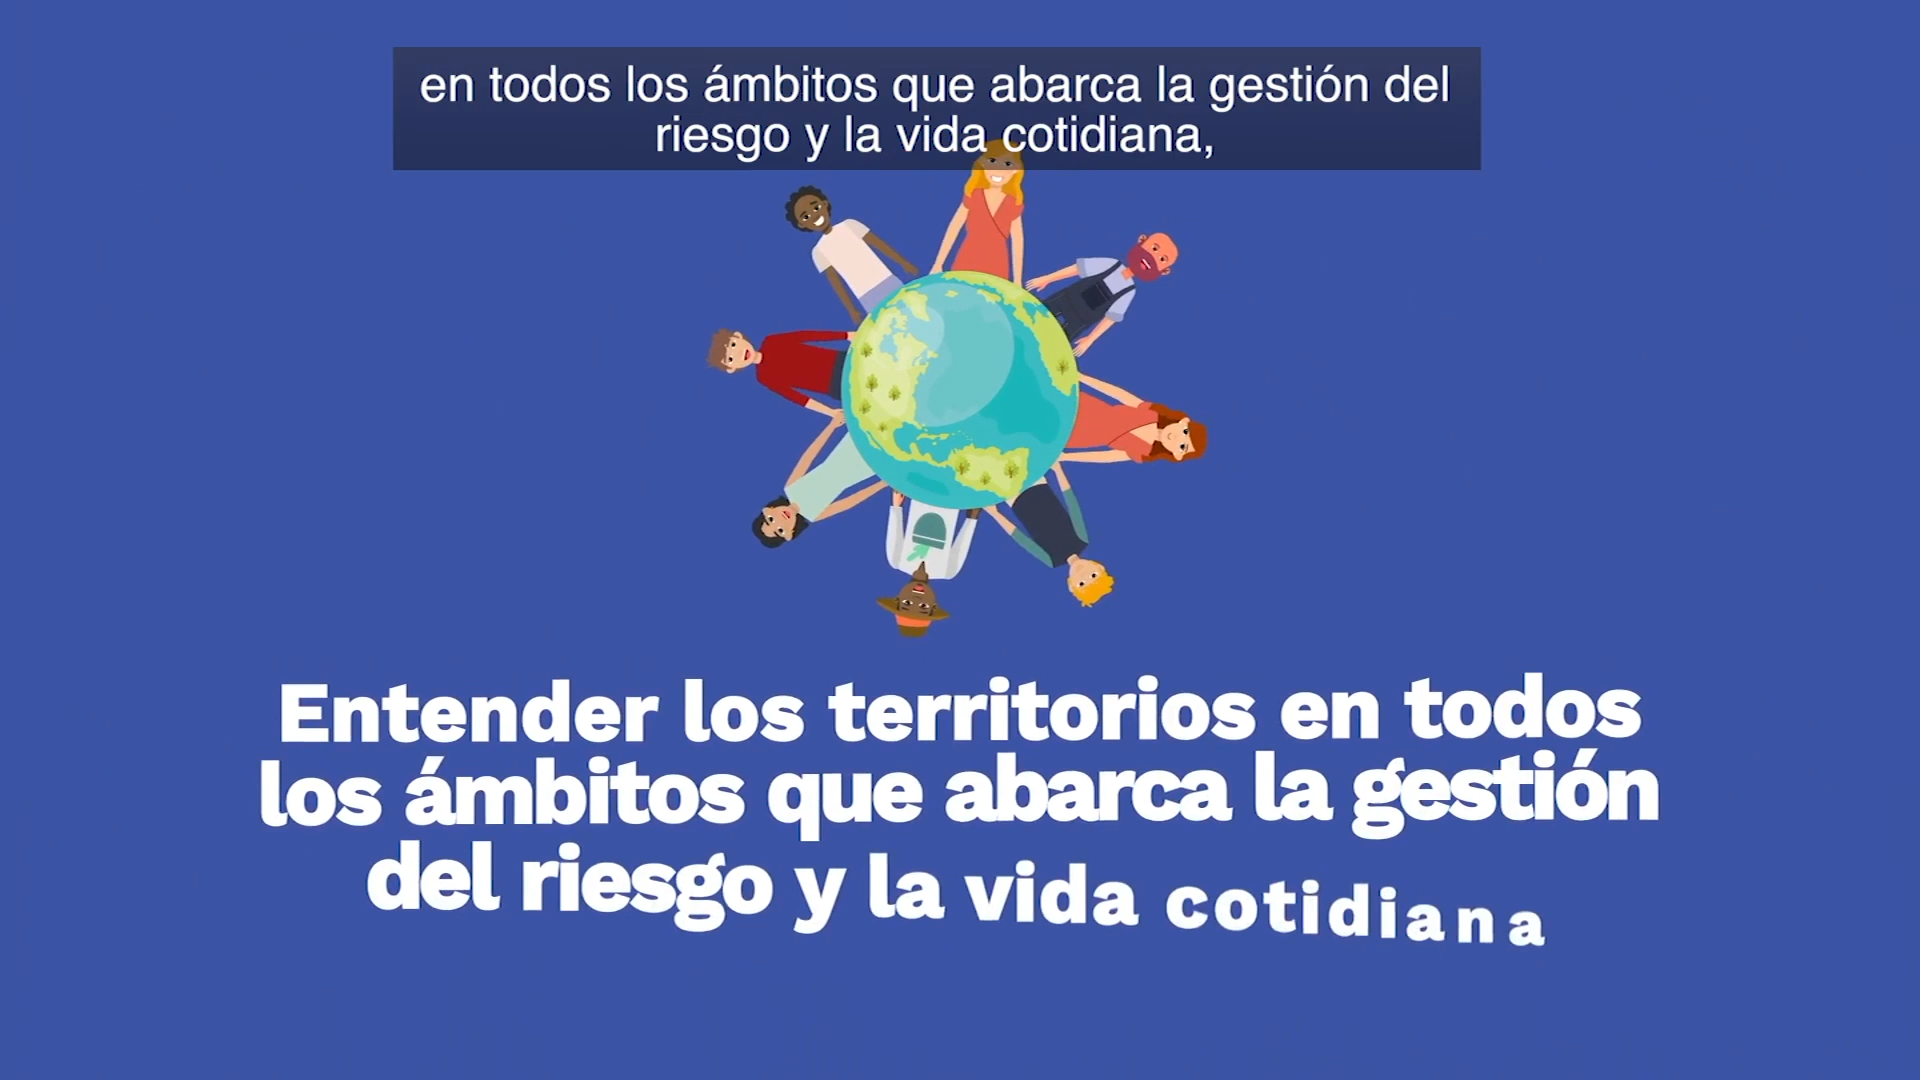 en todos los ámbitos que abarca la gestión del
riesgo y la vida cotidiana,
Entender los territorios en todos
los ámbitos que abarca la gestión
del riesgo y la vida cotidiana